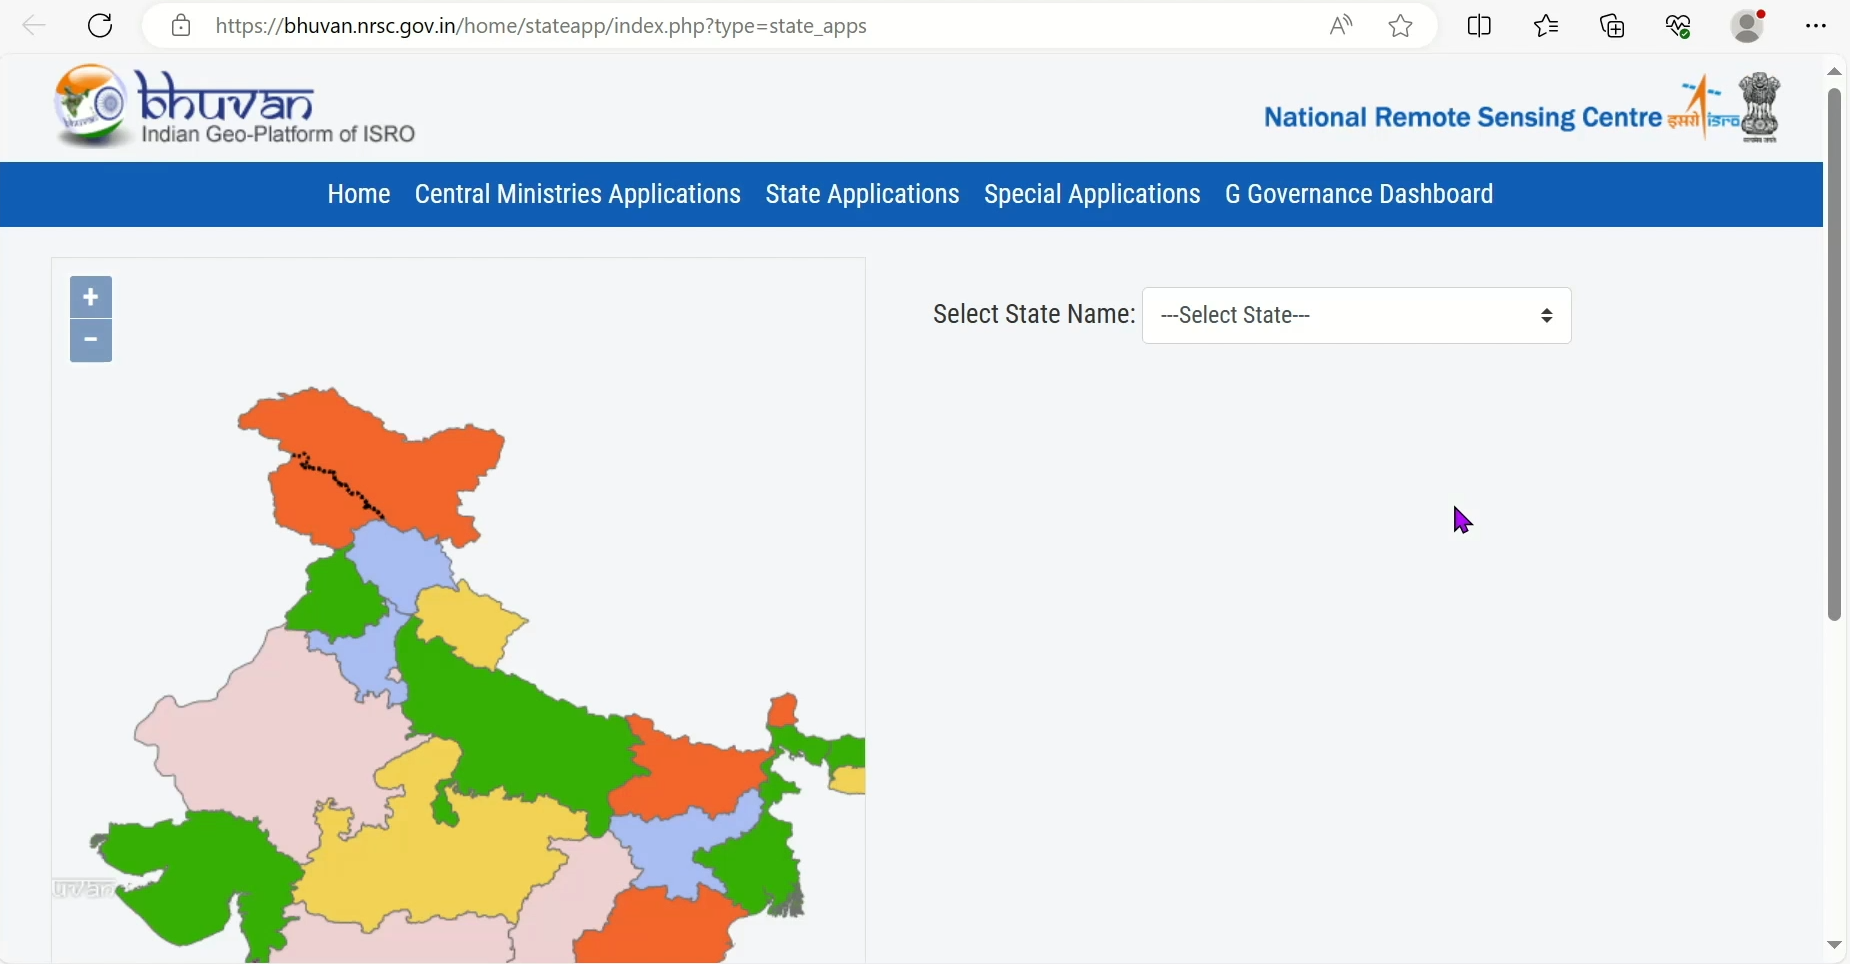 https://bhuvan.nrsc.gov.in/home/stateapp/index.php?type=state_apps
bhuvan
Indian Geo-Platform of ISRO
National Remote Sensing Centre
इसरो isro
Home Central Ministries Applications State Applications Special Applications G Governance Dashboard
+
−
Select State Name: ---Select State---